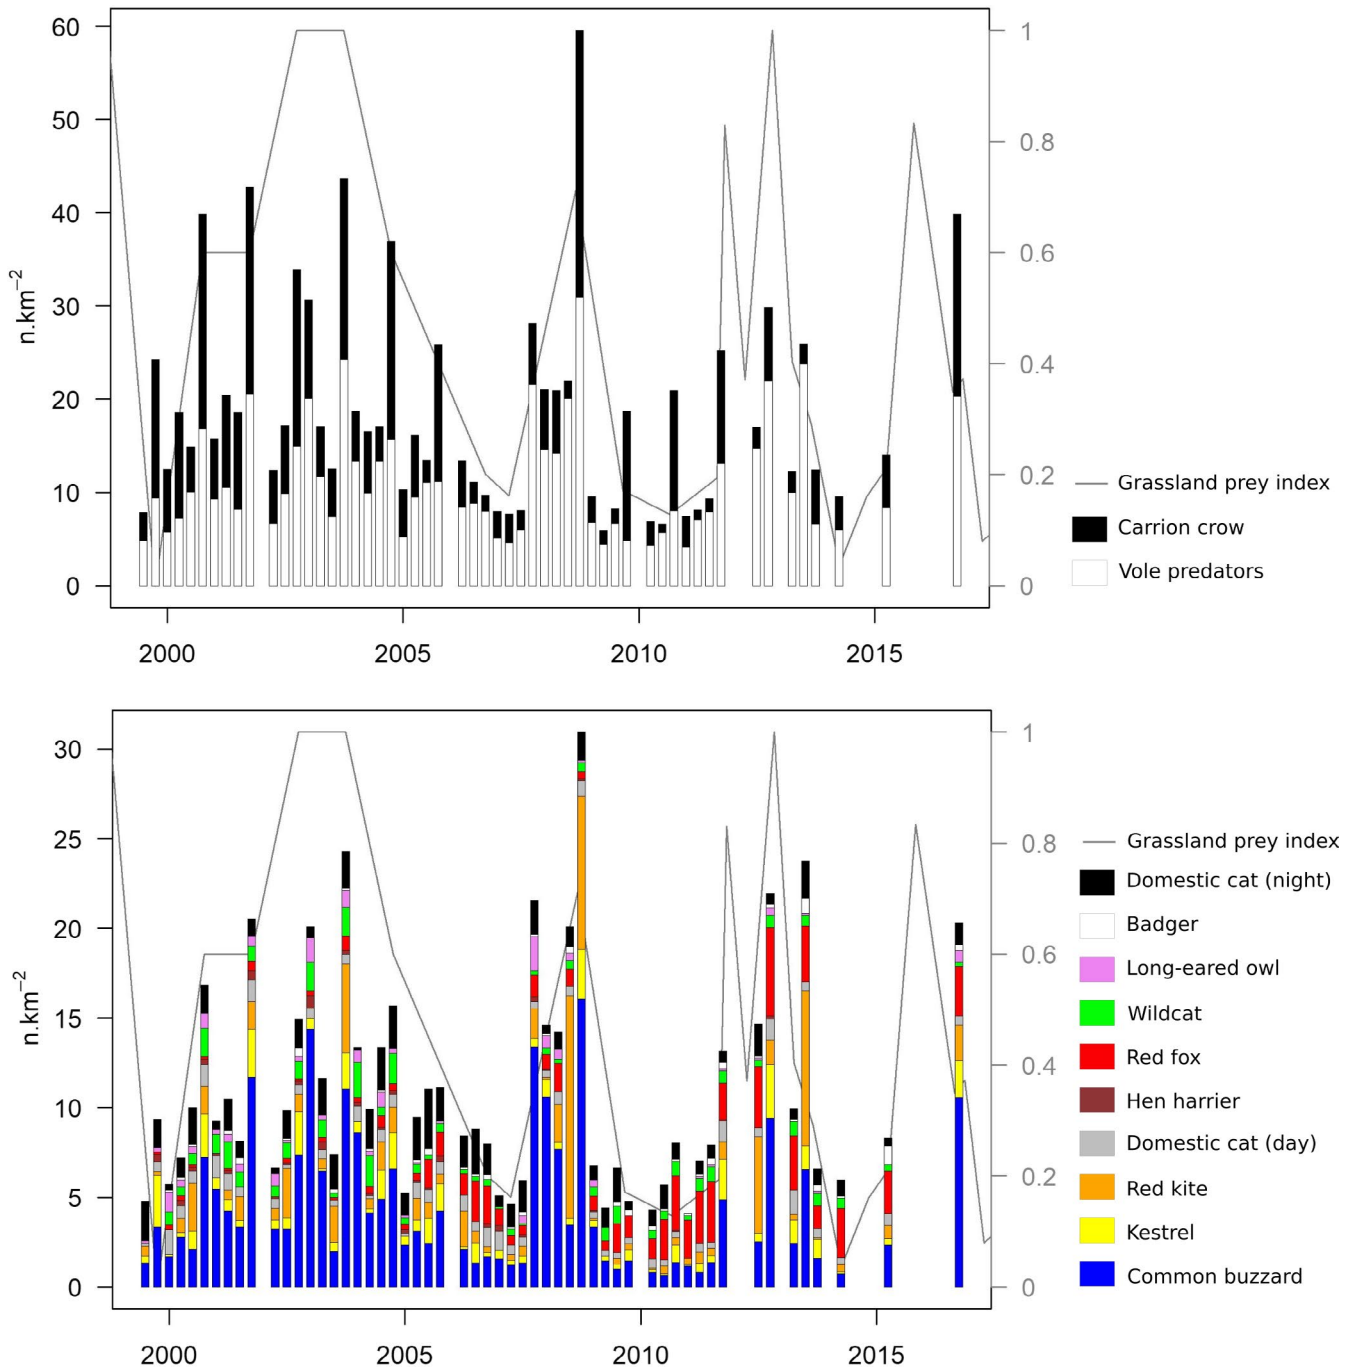 60
50
40
30
20
10
0
n.km−2
1
0.8
0.6
0.4
0.2
0
2000
2005
2010
2015
Grassland prey index
Carrion crow
Vole predators
30
25
20
15
10
5
0
n.km−2
1
0.8
0.6
0.4
0.2
0
2000
2005
2010
2015
Grassland prey index
Domestic cat (night)
Badger
Long-eared owl
Wildcat
Red fox
Hen harrier
Domestic cat (day)
Red kite
Kestrel
Common buzzard